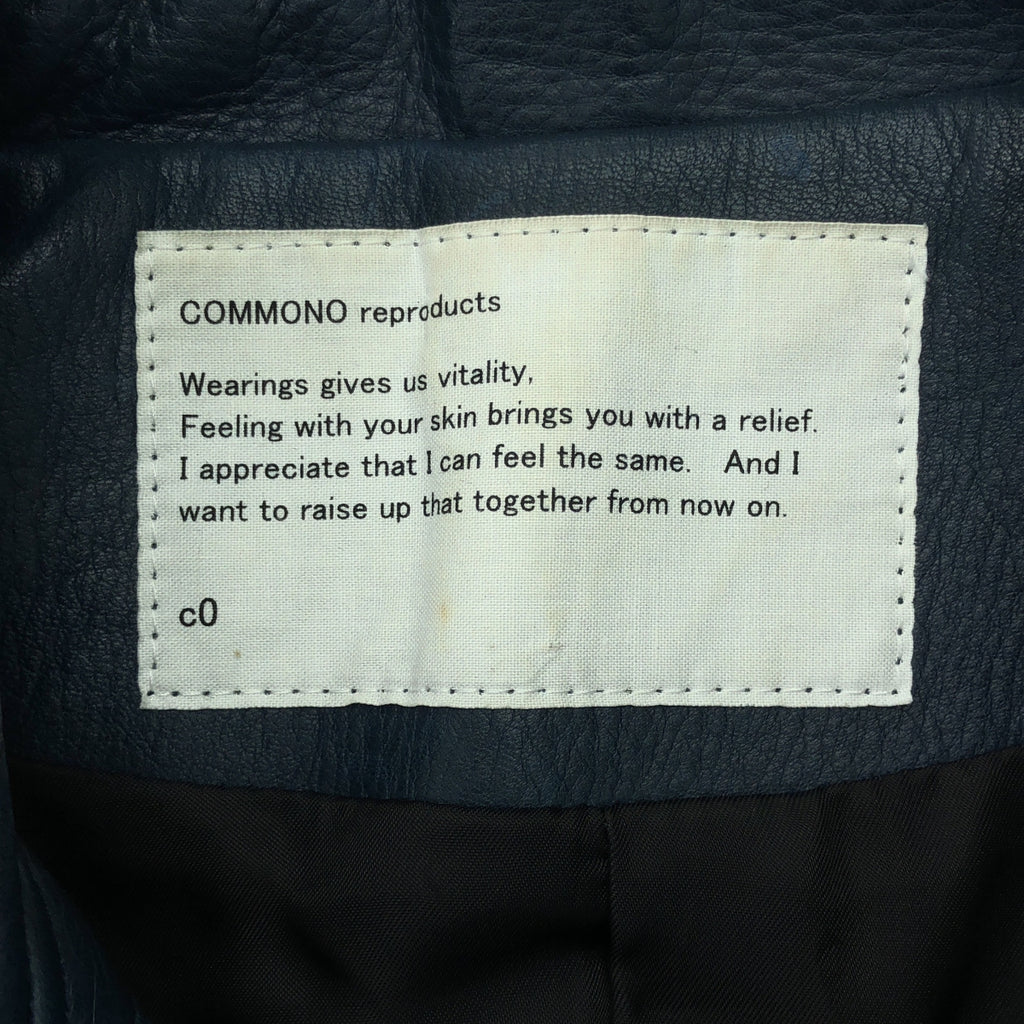 COMMONO reproducts
Wearings gives us vitality,
Feeling with your skin brings you with a relief.
I appreciate that I can feel the same. And I
want to raise up that together from now on.
c0